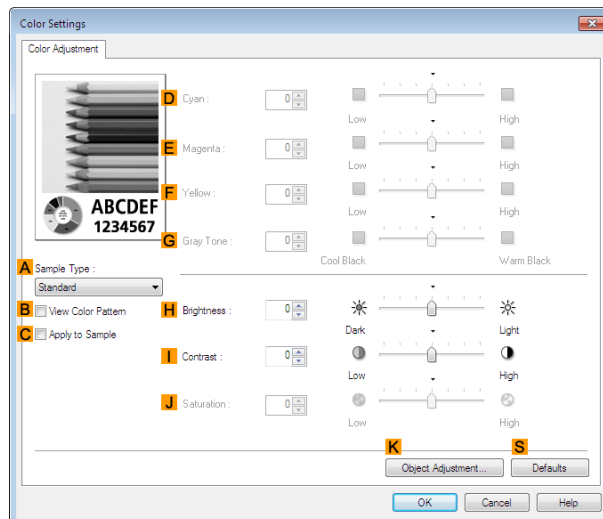 Color Settings
Color Adjustment
ABCDEF
1234567
A Sample Type :
Standard
B View Color Pattern
C Apply to Sample
D Cyan : 0
Low High
E Magenta : 0
Low High
F Yellow : 0
Low High
G Gray Tone : 0
Cool Black Warm Black
H Brightness : 0
Dark Light
I Contrast : 0
Low High
J Saturation : 0
Low High
K S
Object Adjustment... Defaults
OK Cancel Help